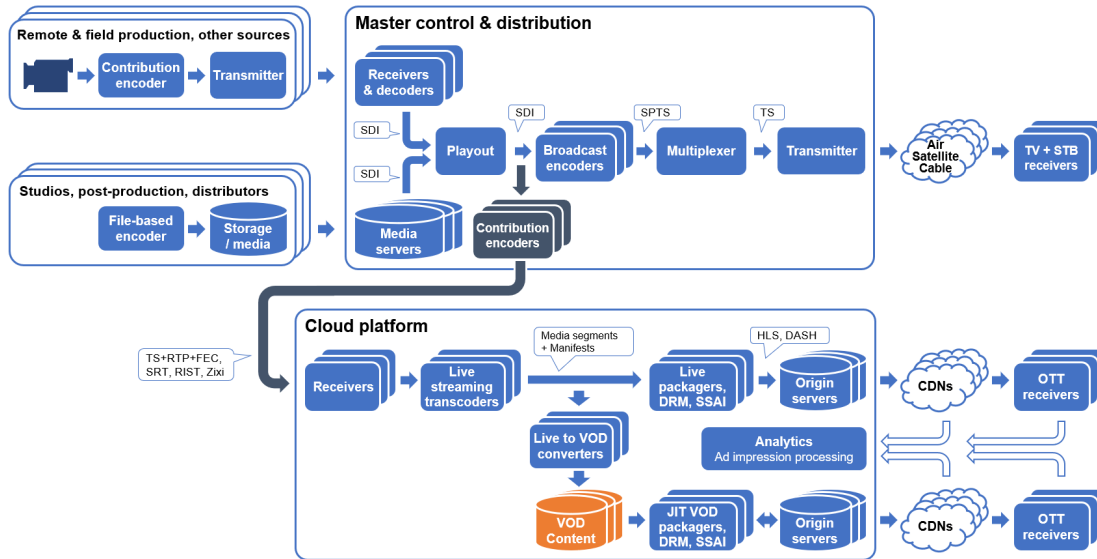 Remote & field production, other sources
Contribution
encoder
Transmitter
Studios, post-production, distributors
File-based
encoder
Storage
/ media
Master control & distribution
Receivers
& decoders
SDI
SDI
Media
servers
Playout
SDI
Broadcast
encoders
Contribution
encoders
SPTS
Multiplexer
TS
Transmitter
Air
Satellite
Cable
TV + STB
receivers
TS+RTP+FEC,
SRT, RIST, Zixi
Cloud platform
Receivers
Live
streaming
transcoders
Media segments
+ Manifests
Live
packagers,
DRM, SSAI
HLS, DASH
Origin
servers
CDNs
OTT
receivers
Live to VOD
converters
Analytics
Ad impression processing
VOD
Content
JIT VOD
packagers,
DRM, SSAI
Origin
servers
CDNs
OTT
receivers